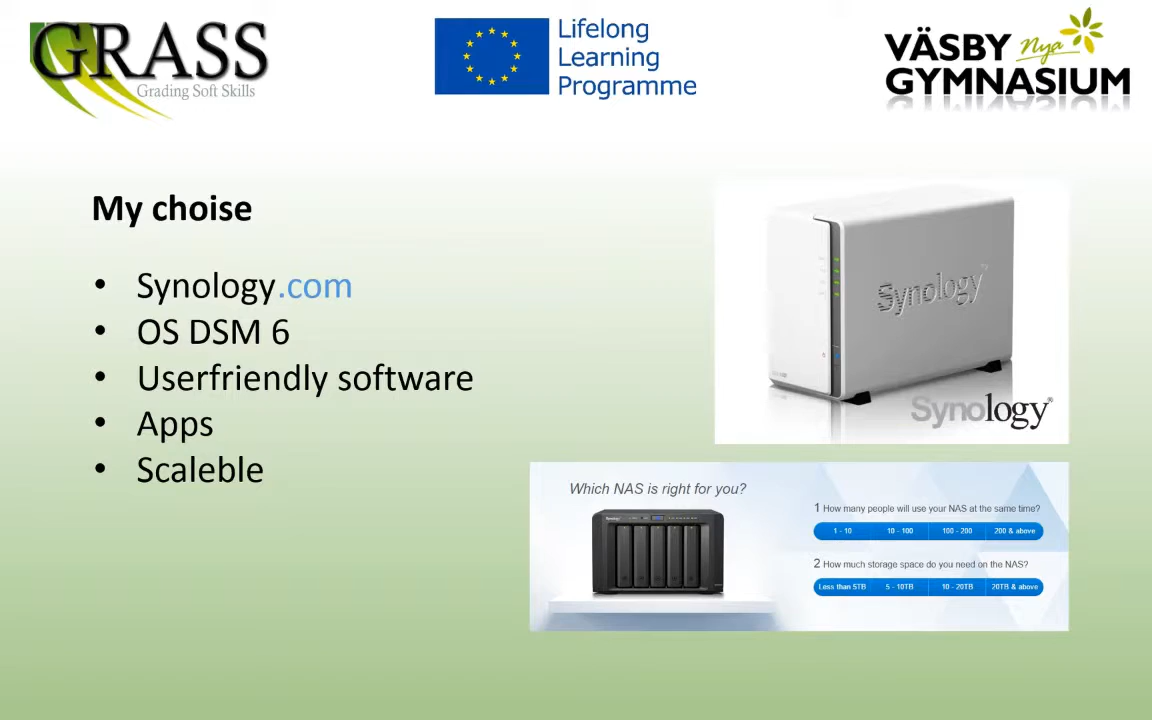 GRASS
Grading Soft Skills
Lifelong
Learning
Programme
VÄSBY Nya
GYMNASIUM
My choise
• Synology.com
• OS DSM 6
• Userfriendly software
• Apps
• Scaleble
Synology
Synology®
Which NAS is right for you?
1 How many people will use your NAS at the same time?
1 - 10 10 - 100 100 - 200 200 & above
2 How much storage space do you need on the NAS?
Less than 5TB 5 - 10TB 10 - 20TB 20TB & above